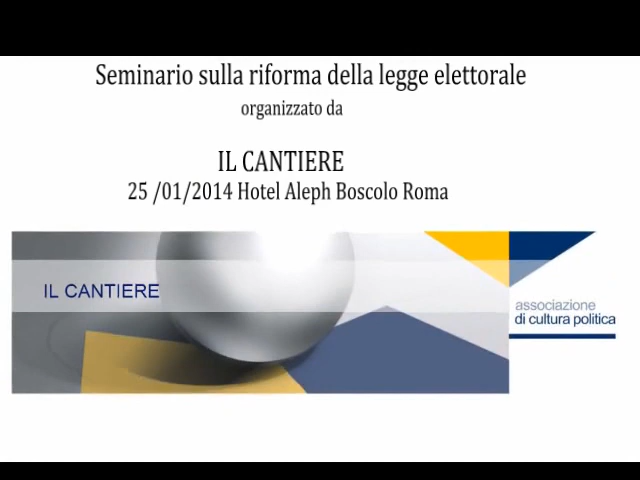 Seminario sulla riforma della legge elettorale
organizzato da
IL CANTIERE
25 /01/2014 Hotel Aleph Boscolo Roma
IL CANTIERE
associazione
di cultura politica